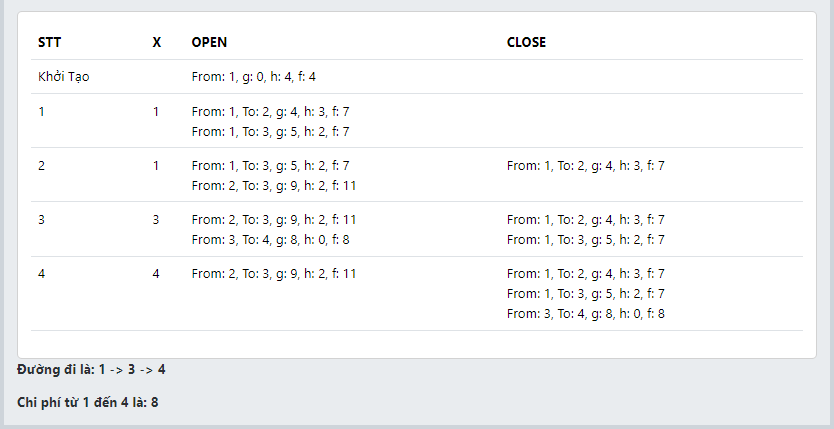 STT X OPEN CLOSE
Khởi Tạo From: 1, g: 0, h: 4, f: 4
1 1 From: 1, To: 2, g: 4, h: 3, f: 7
From: 1, To: 3, g: 5, h: 2, f: 7
2 1 From: 1, To: 3, g: 5, h: 2, f: 7 From: 1, To: 2, g: 4, h: 3, f: 7
From: 2, To: 3, g: 9, h: 2, f: 11
3 3 From: 2, To: 3, g: 9, h: 2, f: 11 From: 1, To: 2, g: 4, h: 3, f: 7
From: 3, To: 4, g: 8, h: 0, f: 8 From: 1, To: 3, g: 5, h: 2, f: 7
4 4 From: 2, To: 3, g: 9, h: 2, f: 11 From: 1, To: 2, g: 4, h: 3, f: 7
From: 1, To: 3, g: 5, h: 2, f: 7
From: 3, To: 4, g: 8, h: 0, f: 8
Đường đi là: 1 -> 3 -> 4
Chi phí từ 1 đến 4 là: 8